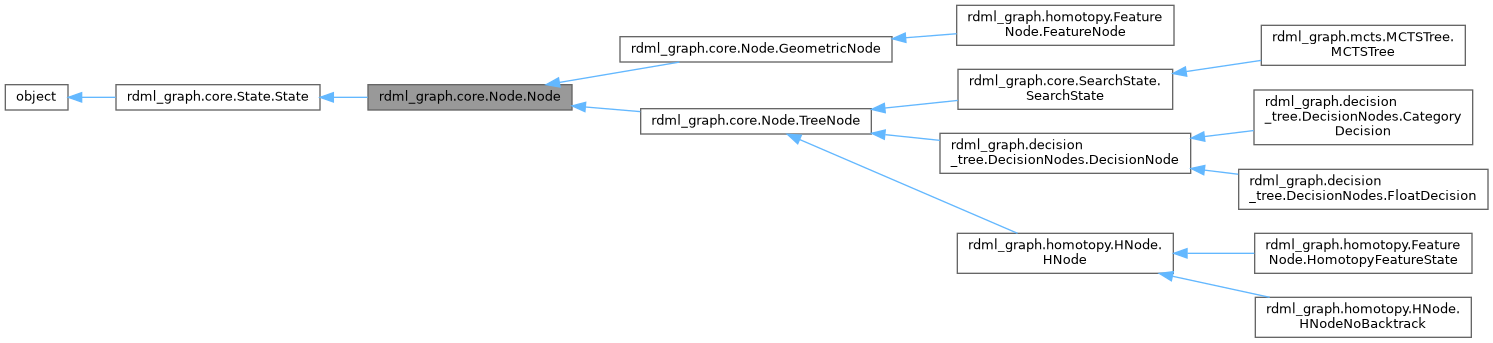 object
rdml_graph.core.State.State
rdml_graph.core.Node.Node
rdml_graph.core.Node.GeometricNode
rdml_graph.homotopy.Feature
Node.FeatureNode
rdml_graph.core.Node.TreeNode
rdml_graph.core.SearchState.
SearchState
rdml_graph.mcts.MCTSTree.
MCTSTree
rdml_graph.decision
_tree.DecisionNodes.DecisionNode
rdml_graph.decision
_tree.DecisionNodes.Category
Decision
rdml_graph.decision
_tree.DecisionNodes.FloatDecision
rdml_graph.homotopy.HNode.
HNode
rdml_graph.homotopy.Feature
Node.HomotopyFeatureState
rdml_graph.homotopy.HNode.
HNodeNoBacktrack